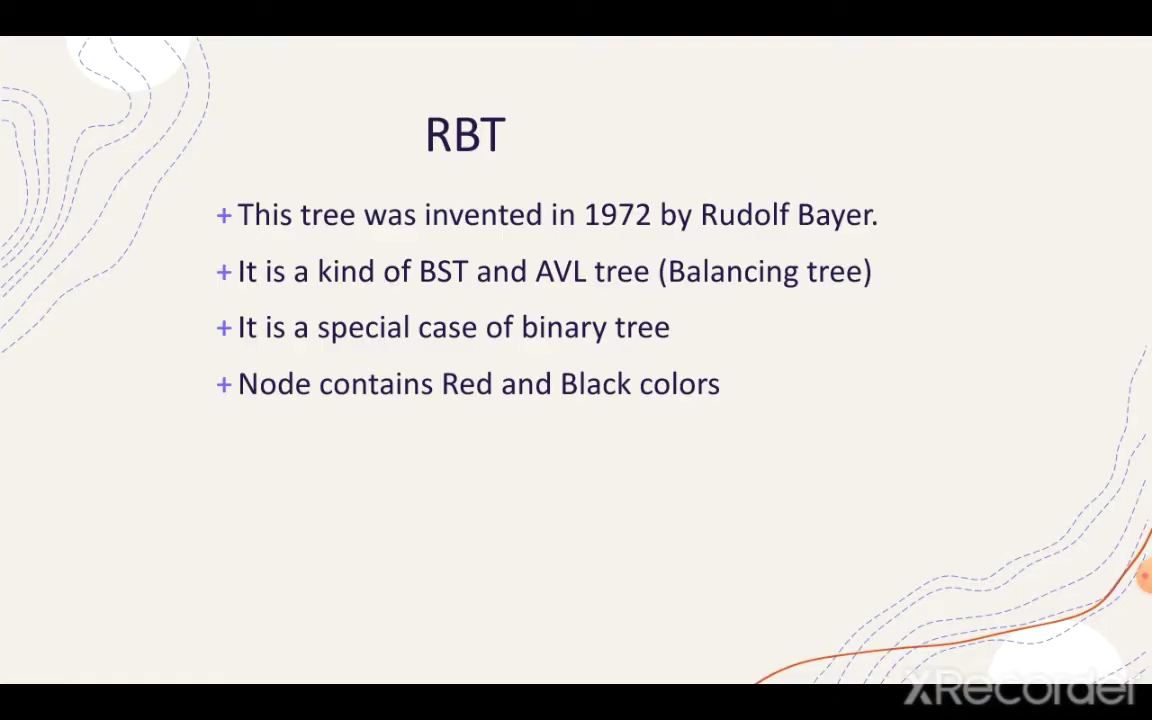 RBT
+ This tree was invented in 1972 by Rudolf Bayer.
+ It is a kind of BST and AVL tree (Balancing tree)
+ It is a special case of binary tree
+ Node contains Red and Black colors
XRecorder